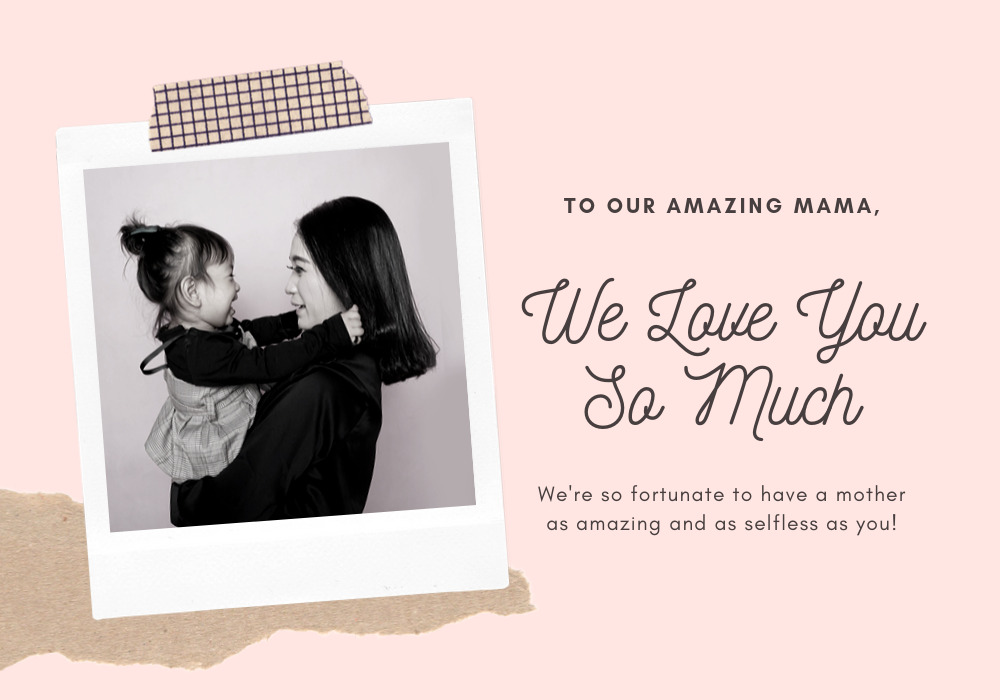 TO OUR AMAZING MAMA,
We Love You
So Much
We're so fortunate to have a mother
as amazing and as selfless as you!